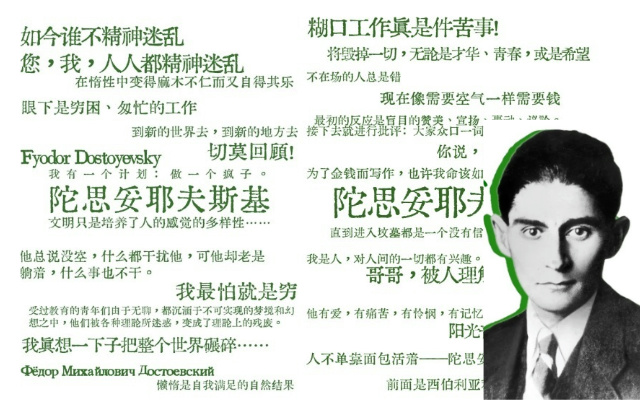 如今谁不精神迷乱
您，我，人人都精神迷乱
在惰性中变得麻木不仁而又自得其乐
眼下是穷困、匆忙的工作
到新的世界去，到新的地方去
切莫回顾!
Fyodor Dostoyevsky
我有一个计划：做一个疯子。
陀思妥耶夫斯基
文明只是培养了人的感觉的多样性······
他总说没空，什么都干扰他，可他却老是
躺着，什么事也不干。
我最怕就是穷
受过教育的青年们由于无聊，都沉湎于不可实现的梦境和幻
想之中，他们被各种理论所迷惑，变成了理论上的残废。
我真想一下子把整个世界碾碎······
Фёдор Михайлович Достоевский
懒惰是自我满足的自然结果
糊口工作真是件苦事!
将毁掉一切，无论是才华、青春，或是希望
不在场的人总是错
现在像需要空气一样需要钱
最初的反应是盲目的赞美、宣扬、
接下去就进行批评：大家众口一词
你说，
为了金钱而写作，也许我命该如
陀思妥耶夫
直到进入坟墓都是一个没有信
我是人，对人间的一切都有兴趣。
哥哥，被人理解
他有爱，有痛苦，有怜悯，有记忆
阳光
人不单靠面包活着——陀思妥
前面是西伯利亚